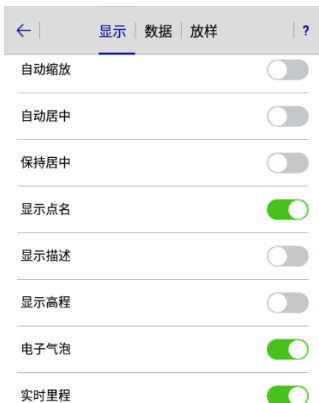 显示 数据 放样 ?
自动缩放
自动居中
保持居中
显示点名
显示描述
显示高程
电子气泡
实时里程